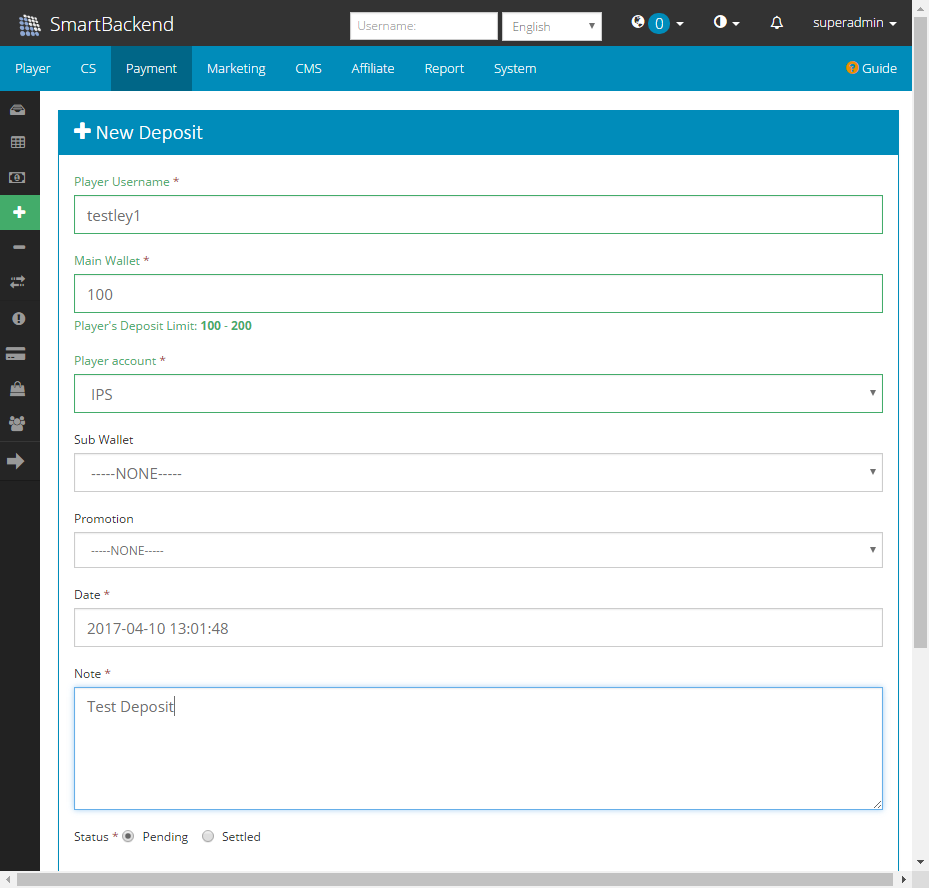 SmartBackend
Username:
English
0
superadmin
Player CS Payment Marketing CMS Affiliate Report System
? Guide
New Deposit
Player Username *
testley1
Main Wallet *
100
Player's Deposit Limit: 100 - 200
Player account *
IPS
Sub Wallet
-----NONE-----
Promotion
-----NONE-----
Date *
2017-04-10 13:01:48
Note *
Test Deposit
Status * Pending Settled